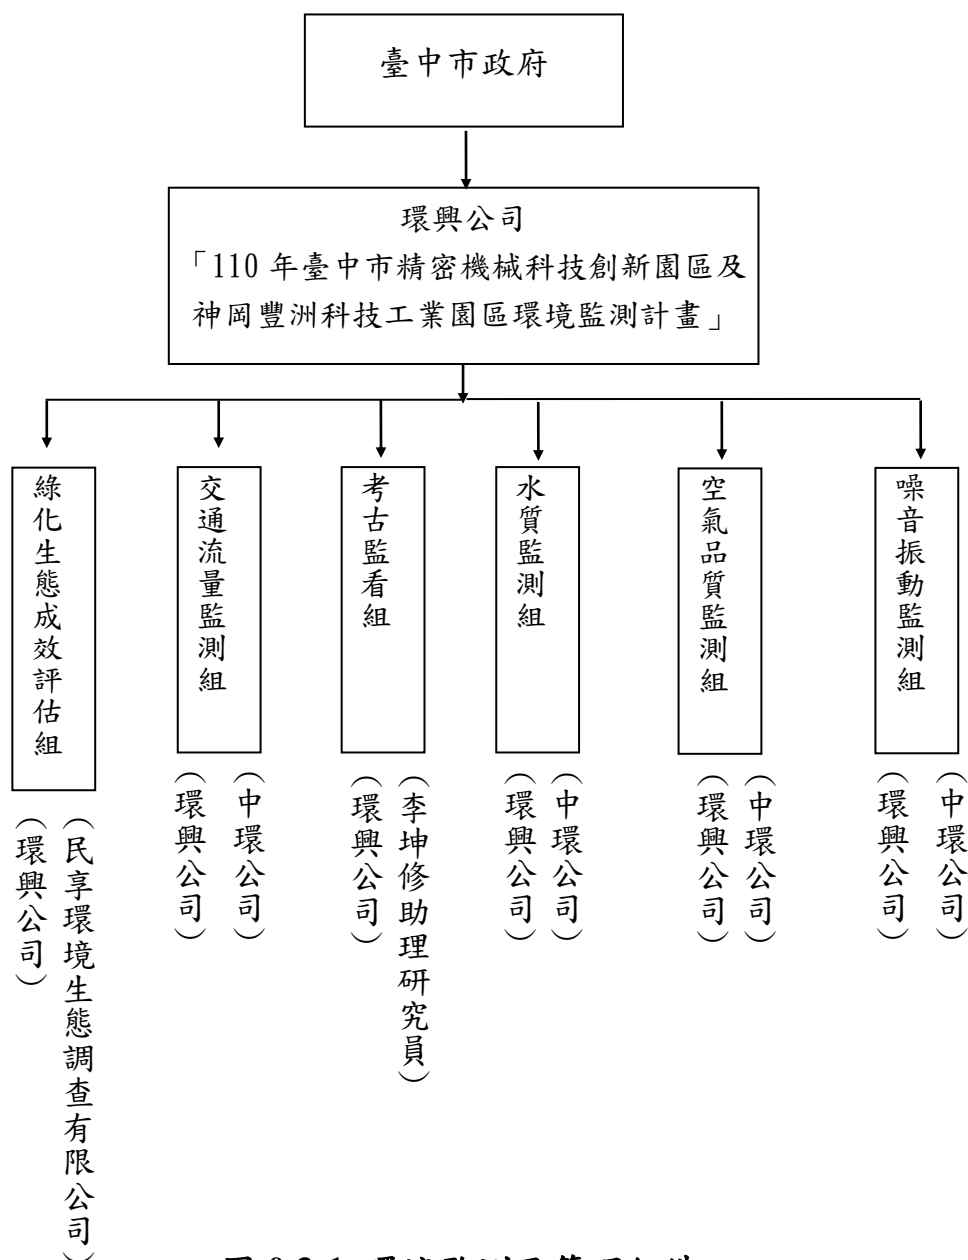 臺中市政府
環興公司
「110 年臺中市精密機械科技創新園區及
神岡豐洲科技工業園區環境監測計畫」
綠化生態成效評估組
(民享環境生態調查有限公司)
(環興公司)
交通流量監測組
(中環公司)
(環興公司)
考古監看組
(李坤修助理研究員)
(環興公司)
水質監測組
(中環公司)
(環興公司)
空氣品質監測組
(中環公司)
(環興公司)
噪音振動監測組
(中環公司)
(環興公司)